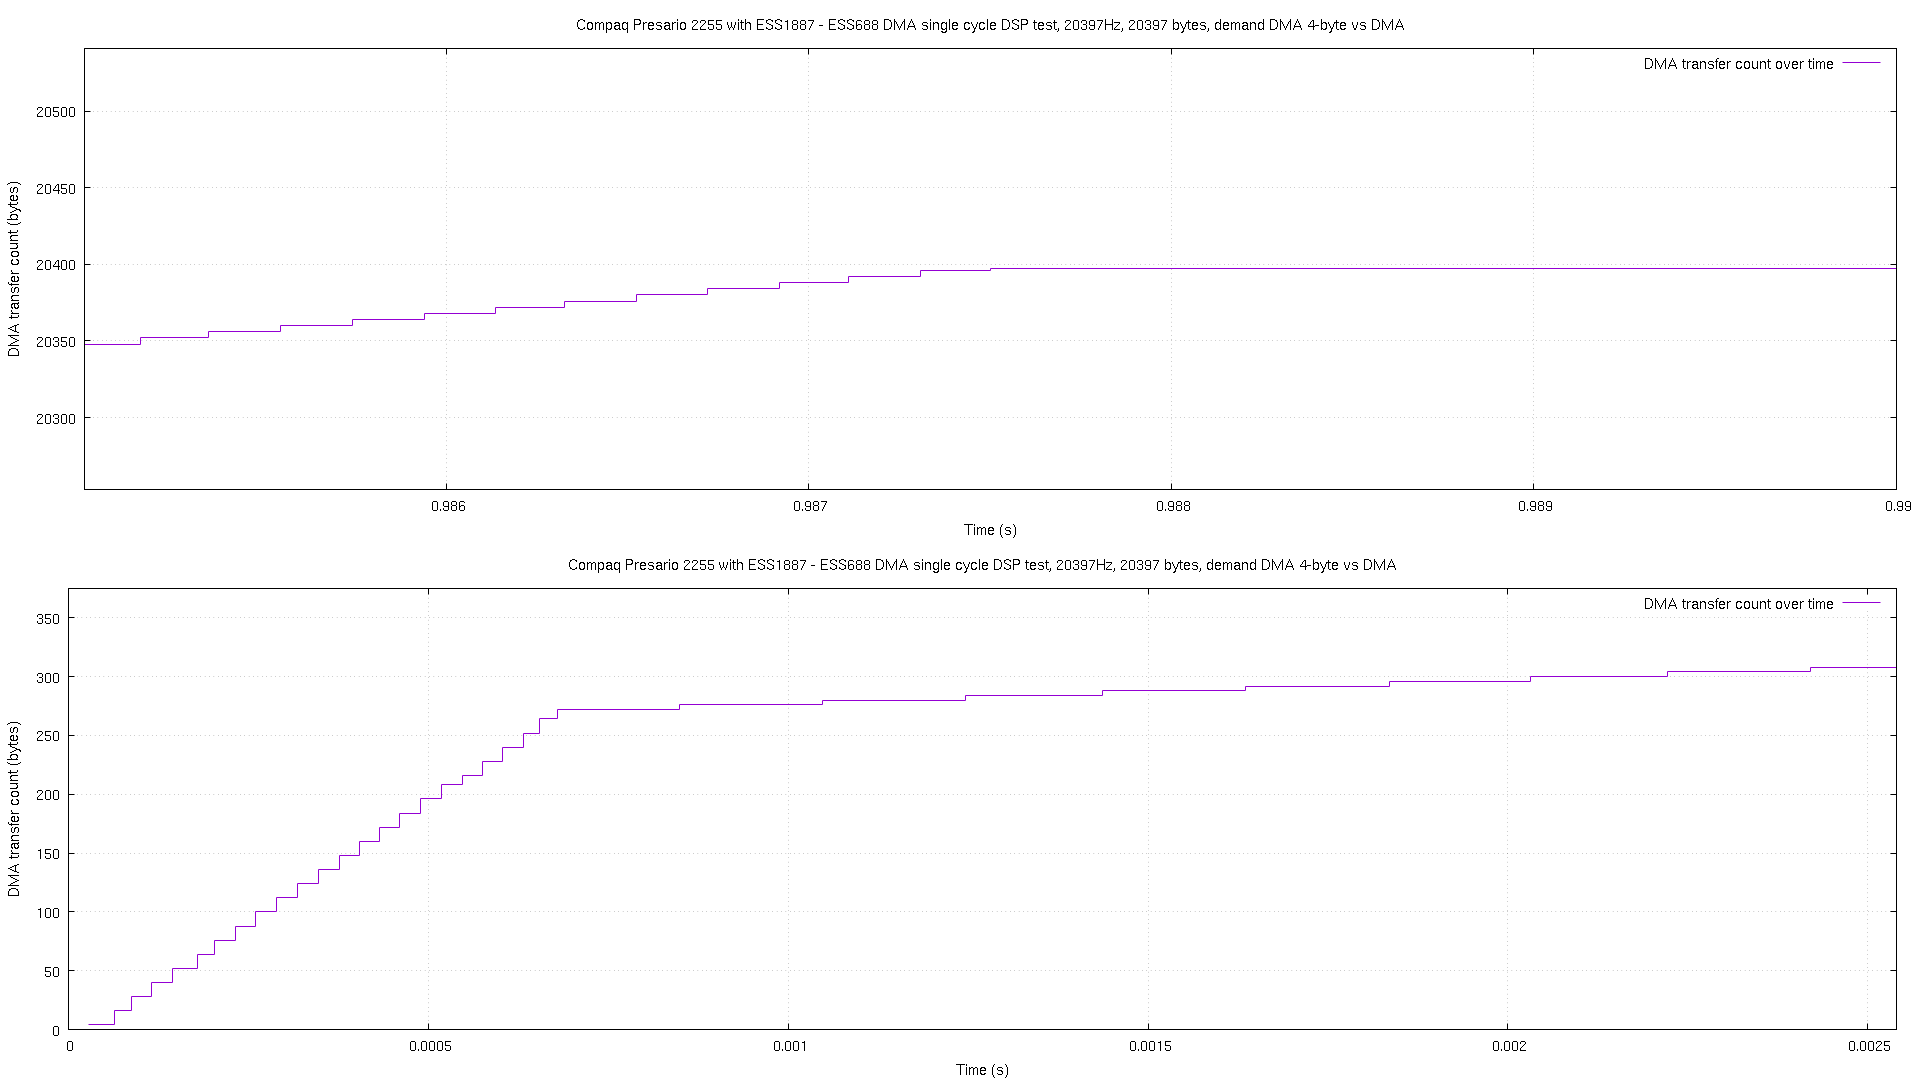 Compaq Presario 2255 with ESS1887 - ESS688 DMA single cycle DSP test, 20397Hz, 20397 bytes, demand DMA 4-byte vs DMA
DMA transfer count over time
DMA transfer count (bytes)
20500
20450
20400
20350
20300
0.986 0.987 0.988 0.989 0.99
Time (s)
Compaq Presario 2255 with ESS1887 - ESS688 DMA single cycle DSP test, 20397Hz, 20397 bytes, demand DMA 4-byte vs DMA
DMA transfer count over time
DMA transfer count (bytes)
350
300
250
200
150
100
50
0
0 0.0005 0.001 0.0015 0.002 0.0025
Time (s)